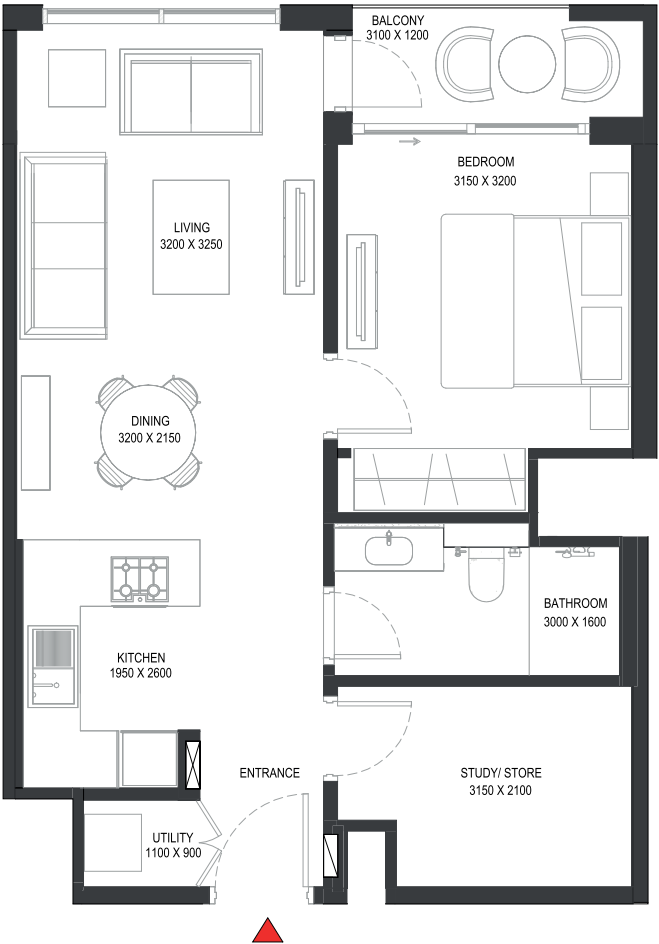 BALCONY
3100 X 1200
BEDROOM
3150 X 3200
LIVING
3200 X 3250
DINING
3200 X 2150
BATHROOM
3000 X 1600
KITCHEN
1950 X 2600
ENTRANCE
STUDY/ STORE
3150 X 2100
UTILITY
1100 X 900